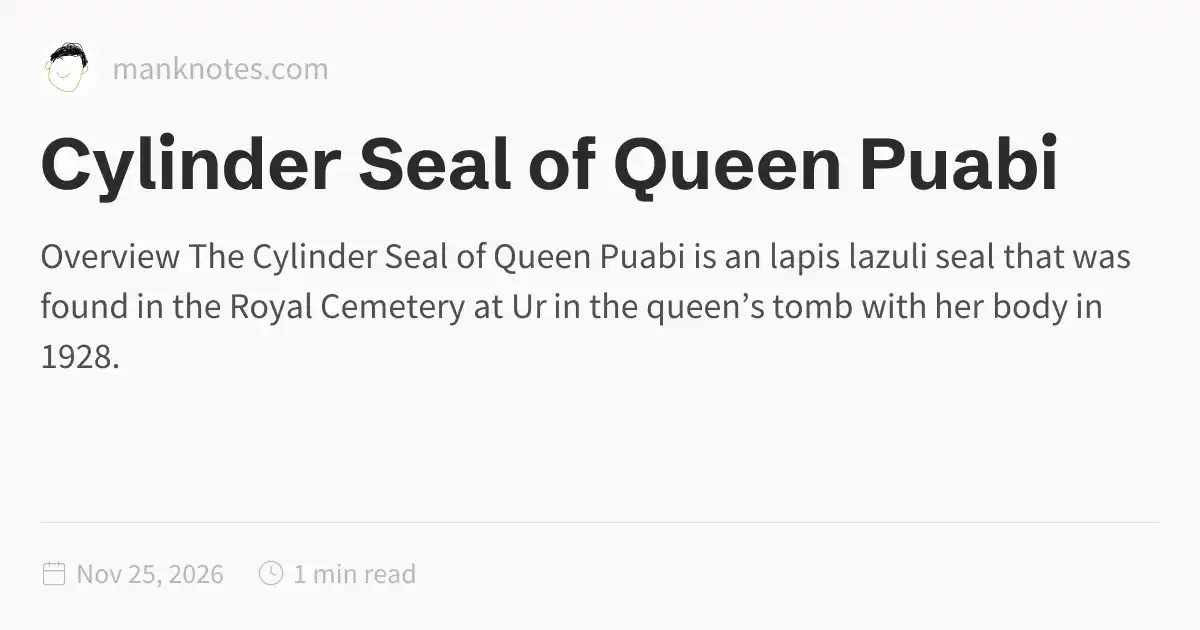 manknotes.com
Cylinder Seal of Queen Puabi
Overview The Cylinder Seal of Queen Puabi is an lapis lazuli seal that was
found in the Royal Cemetery at Ur in the queen’s tomb with her body in
1928.
Nov 25, 2026 1 min read